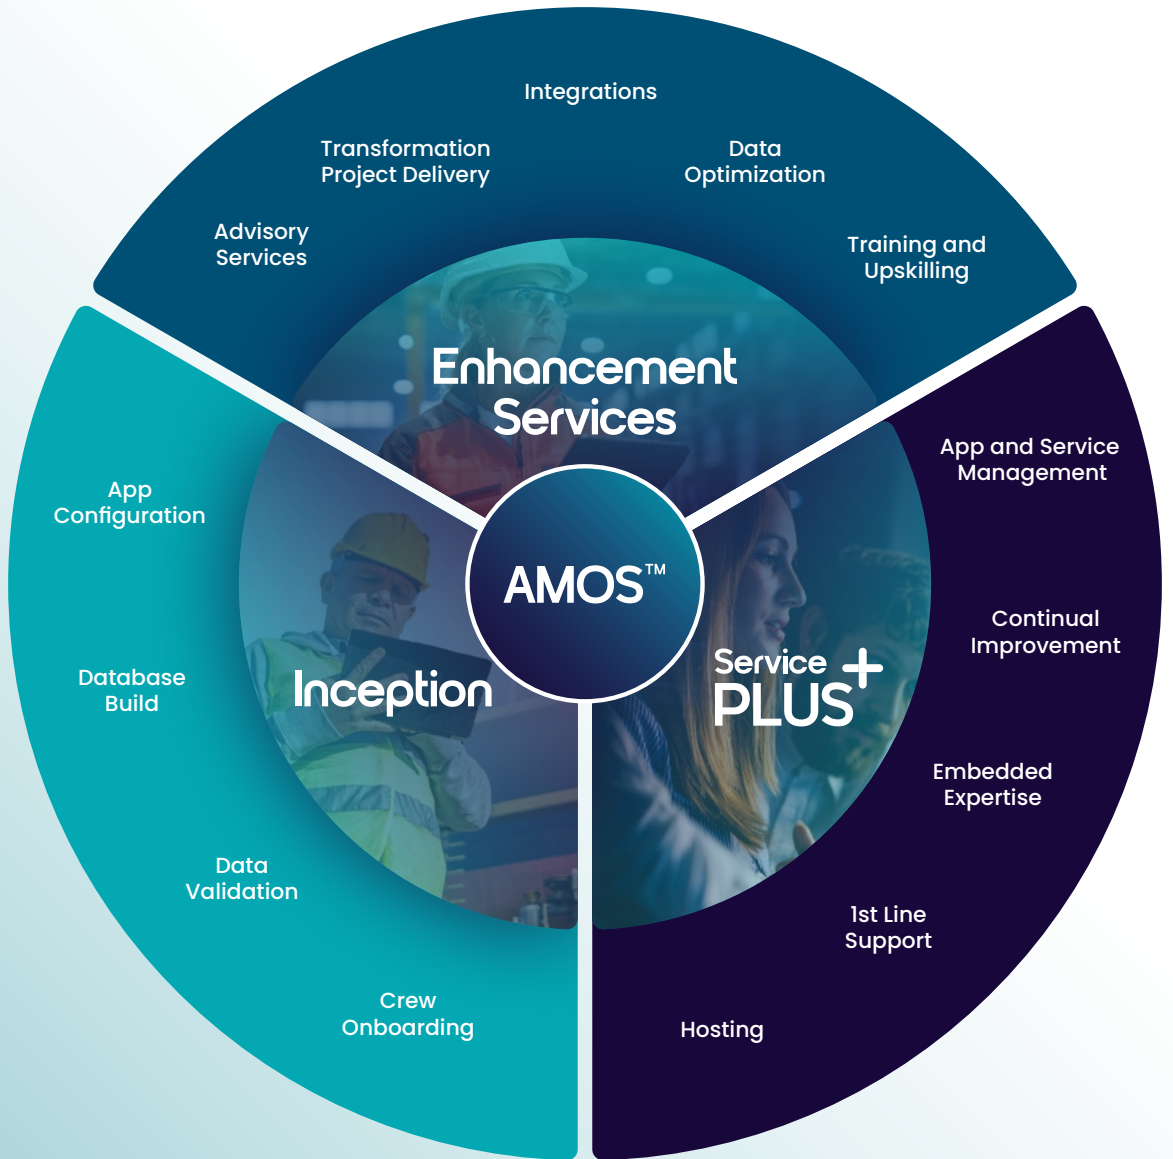 Integrations
Transformation
Project Delivery
Data
Optimization
Advisory
Services
Training and
Upskilling
Enhancement
Services
App and Service
Management
App
Configuration
AMOS™
Continual
Improvement
Service
PLUS+
Inception
Database
Build
Embedded
Expertise
Data
Validation
1st Line
Support
Crew
Onboarding
Hosting